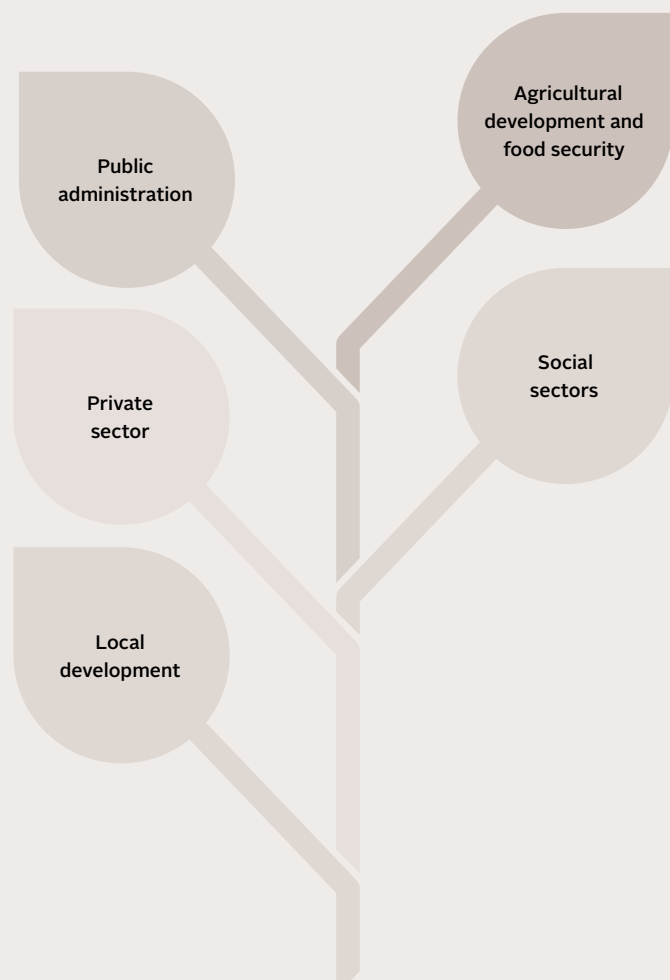 Agricultural
development and
food security
Public
administration
Social
sectors
Private
sector
Local
development